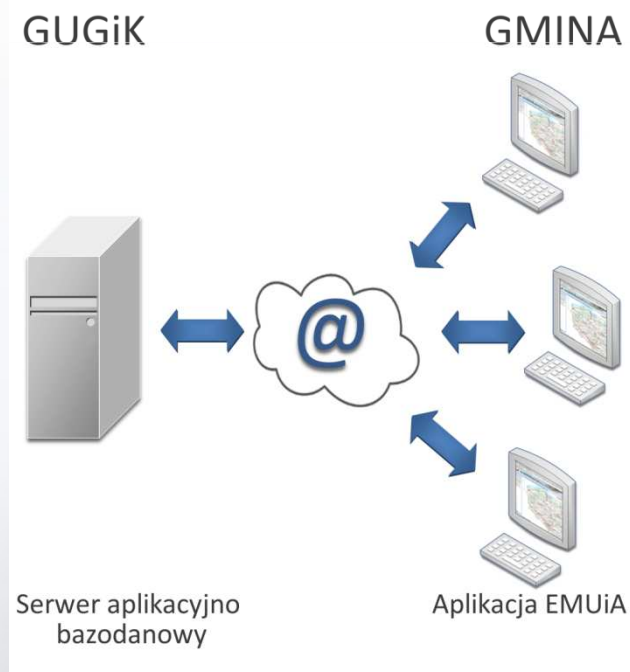 GUGiK
GMINA
@
Serwer aplikacyjno
bazodanowy
Aplikacja EMUiA